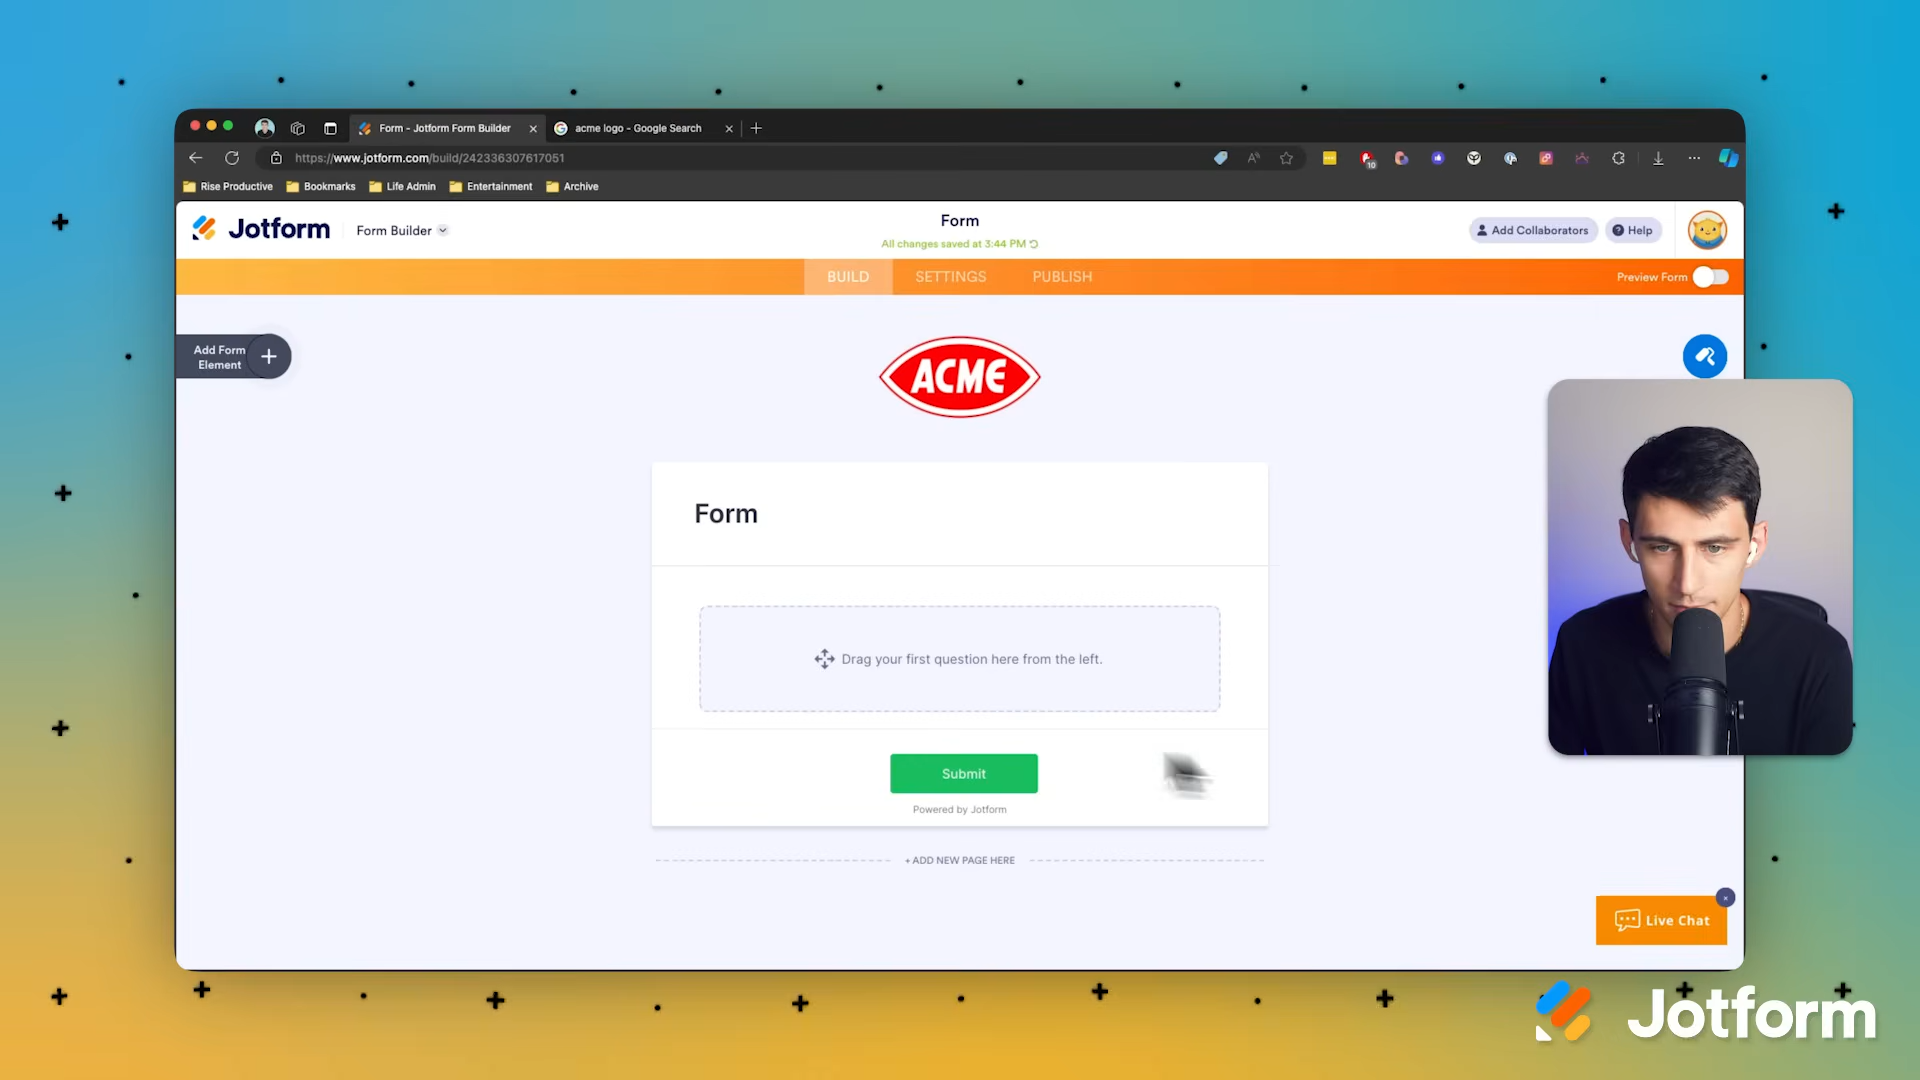 Form - Jotform Form Builder
acme logo - Google Search
https://www.jotform.com/build/242336307617051
10
Rise Productive
Bookmarks
Life Admin
Entertainment
Archive
Jotform
Form Builder
Form
All changes saved at 3:44 PM
Add Collaborators
Help
BUILD
SETTINGS
PUBLISH
Preview Form
Add Form
Element
ACME
Form
Drag your first question here from the left.
Submit
Powered by Jotform
+ ADD NEW PAGE HERE
Live Chat
Jotform